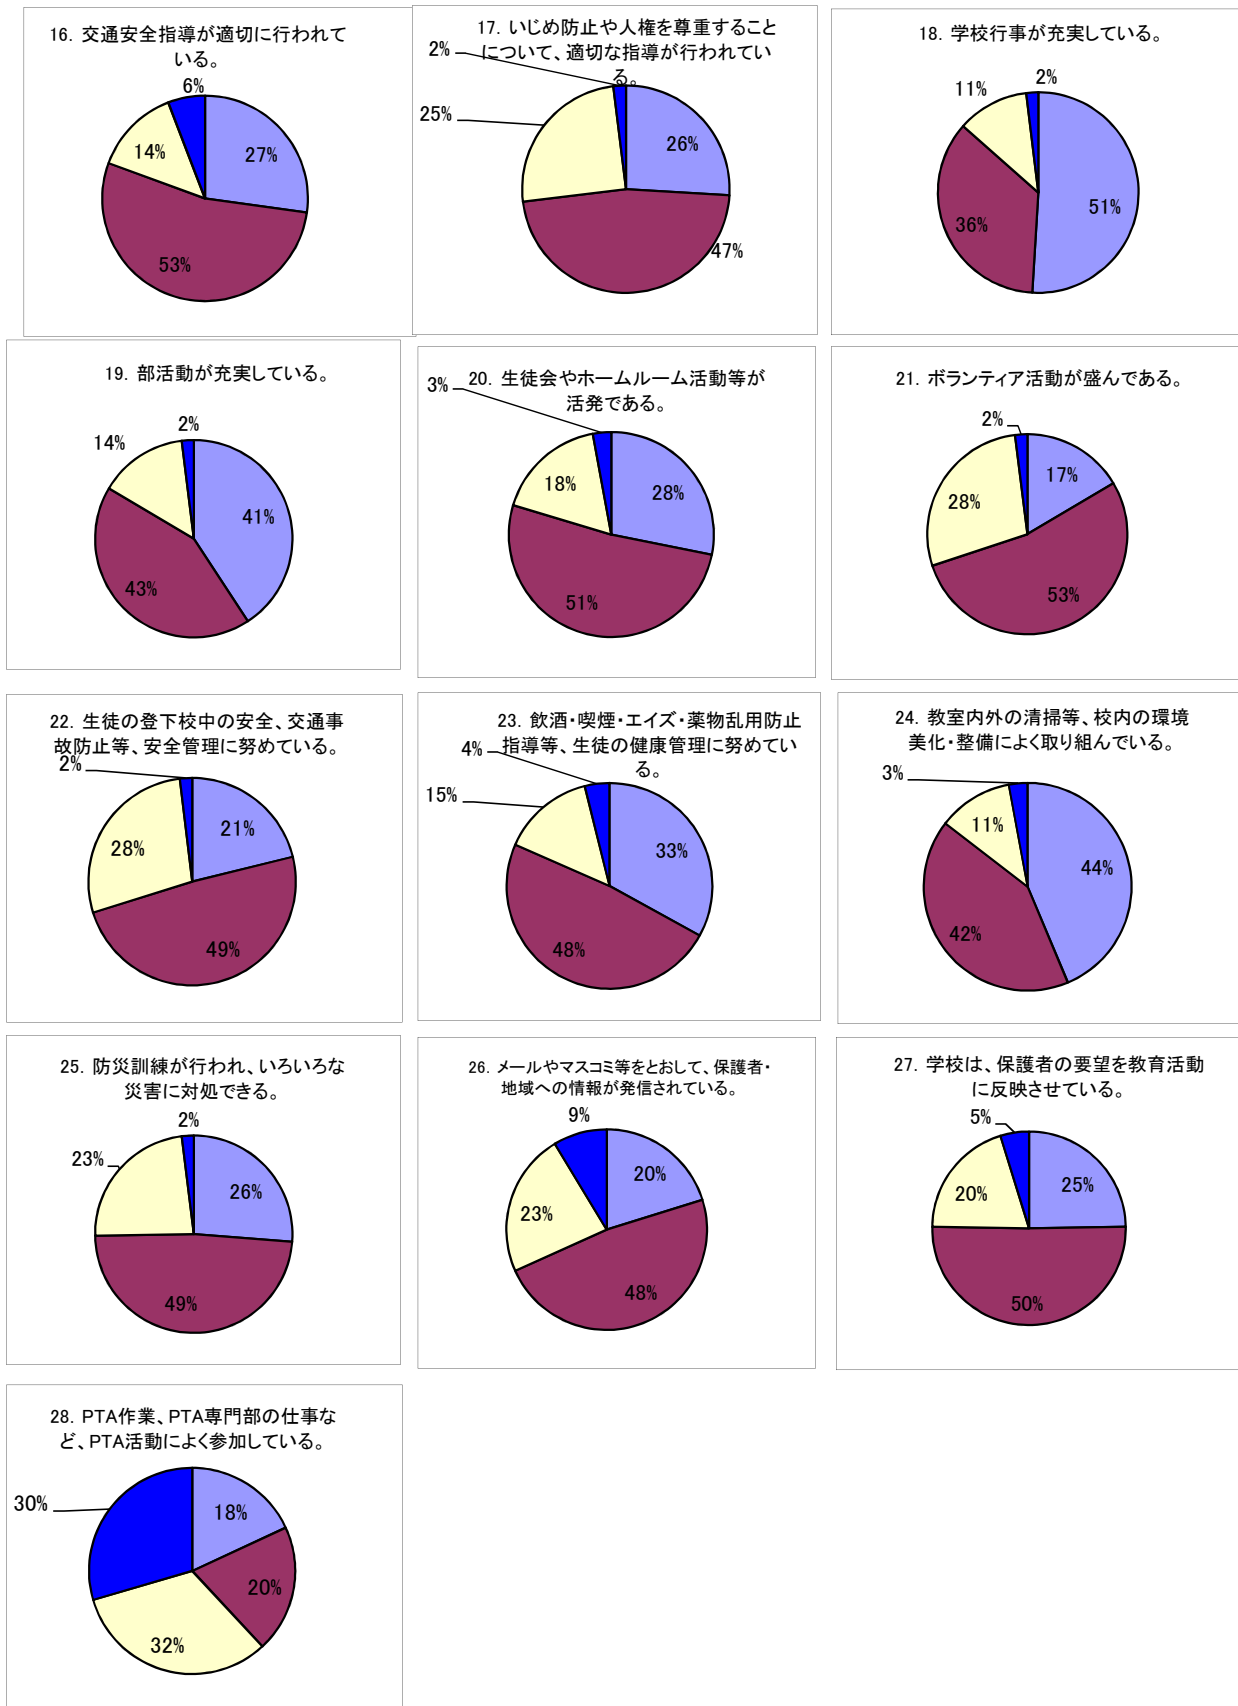 16. 交通安全指導が適切に行われて
いる。
6%
27%
14%
53%
17. いじめ防止や人権を尊重すること
について、適切な指導が行われてい
る。
2%
25%
26%
47%
18. 学校行事が充実している。
2%
11%
51%
36%
19. 部活動が充実している。
2%
14%
41%
43%
20. 生徒会やホームルーム活動等が
活発である。
3%
18%
28%
51%
21. ボランティア活動が盛んである。
2%
17%
28%
53%
22. 生徒の登下校中の安全、交通事
故防止等、安全管理に努めている。
2%
21%
28%
49%
23. 飲酒・喫煙・エイズ・薬物乱用防止
指導等、生徒の健康管理に努めてい
る。
4%
15%
33%
48%
24. 教室内外の清掃等、校内の環境
美化・整備によく取り組んでいる。
3%
11%
44%
42%
25. 防災訓練が行われ、いろいろな
災害に対処できる。
2%
23%
26%
49%
26. メールやマスコミ等をとおして、保護者・
地域への情報が発信されている。
9%
20%
23%
48%
27. 学校は、保護者の要望を教育活動
に反映させている。
5%
25%
20%
50%
28. PTA作業、PTA専門部の仕事な
ど、PTA活動によく参加している。
30%
18%
20%
32%